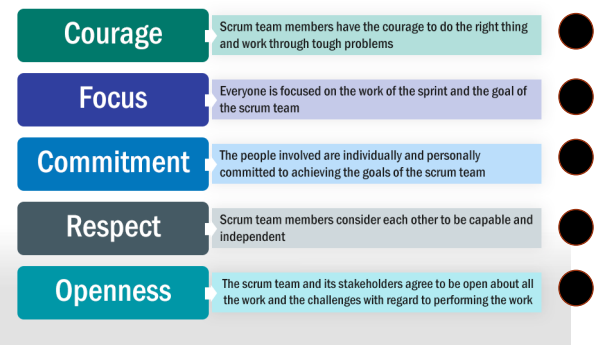 Courage
Scrum team members have the courage to do the right thing
and work through tough problems
Focus
Everyone is focused on the work of the sprint and the goal of
the scrum team
Commitment
The people involved are individually and personally
committed to achieving the goals of the scrum team
Respect
Scrum team members consider each other to be capable and
independent
Openness
The scrum team and its stakeholders agree to be open about all
the work and the challenges with regard to performing the work